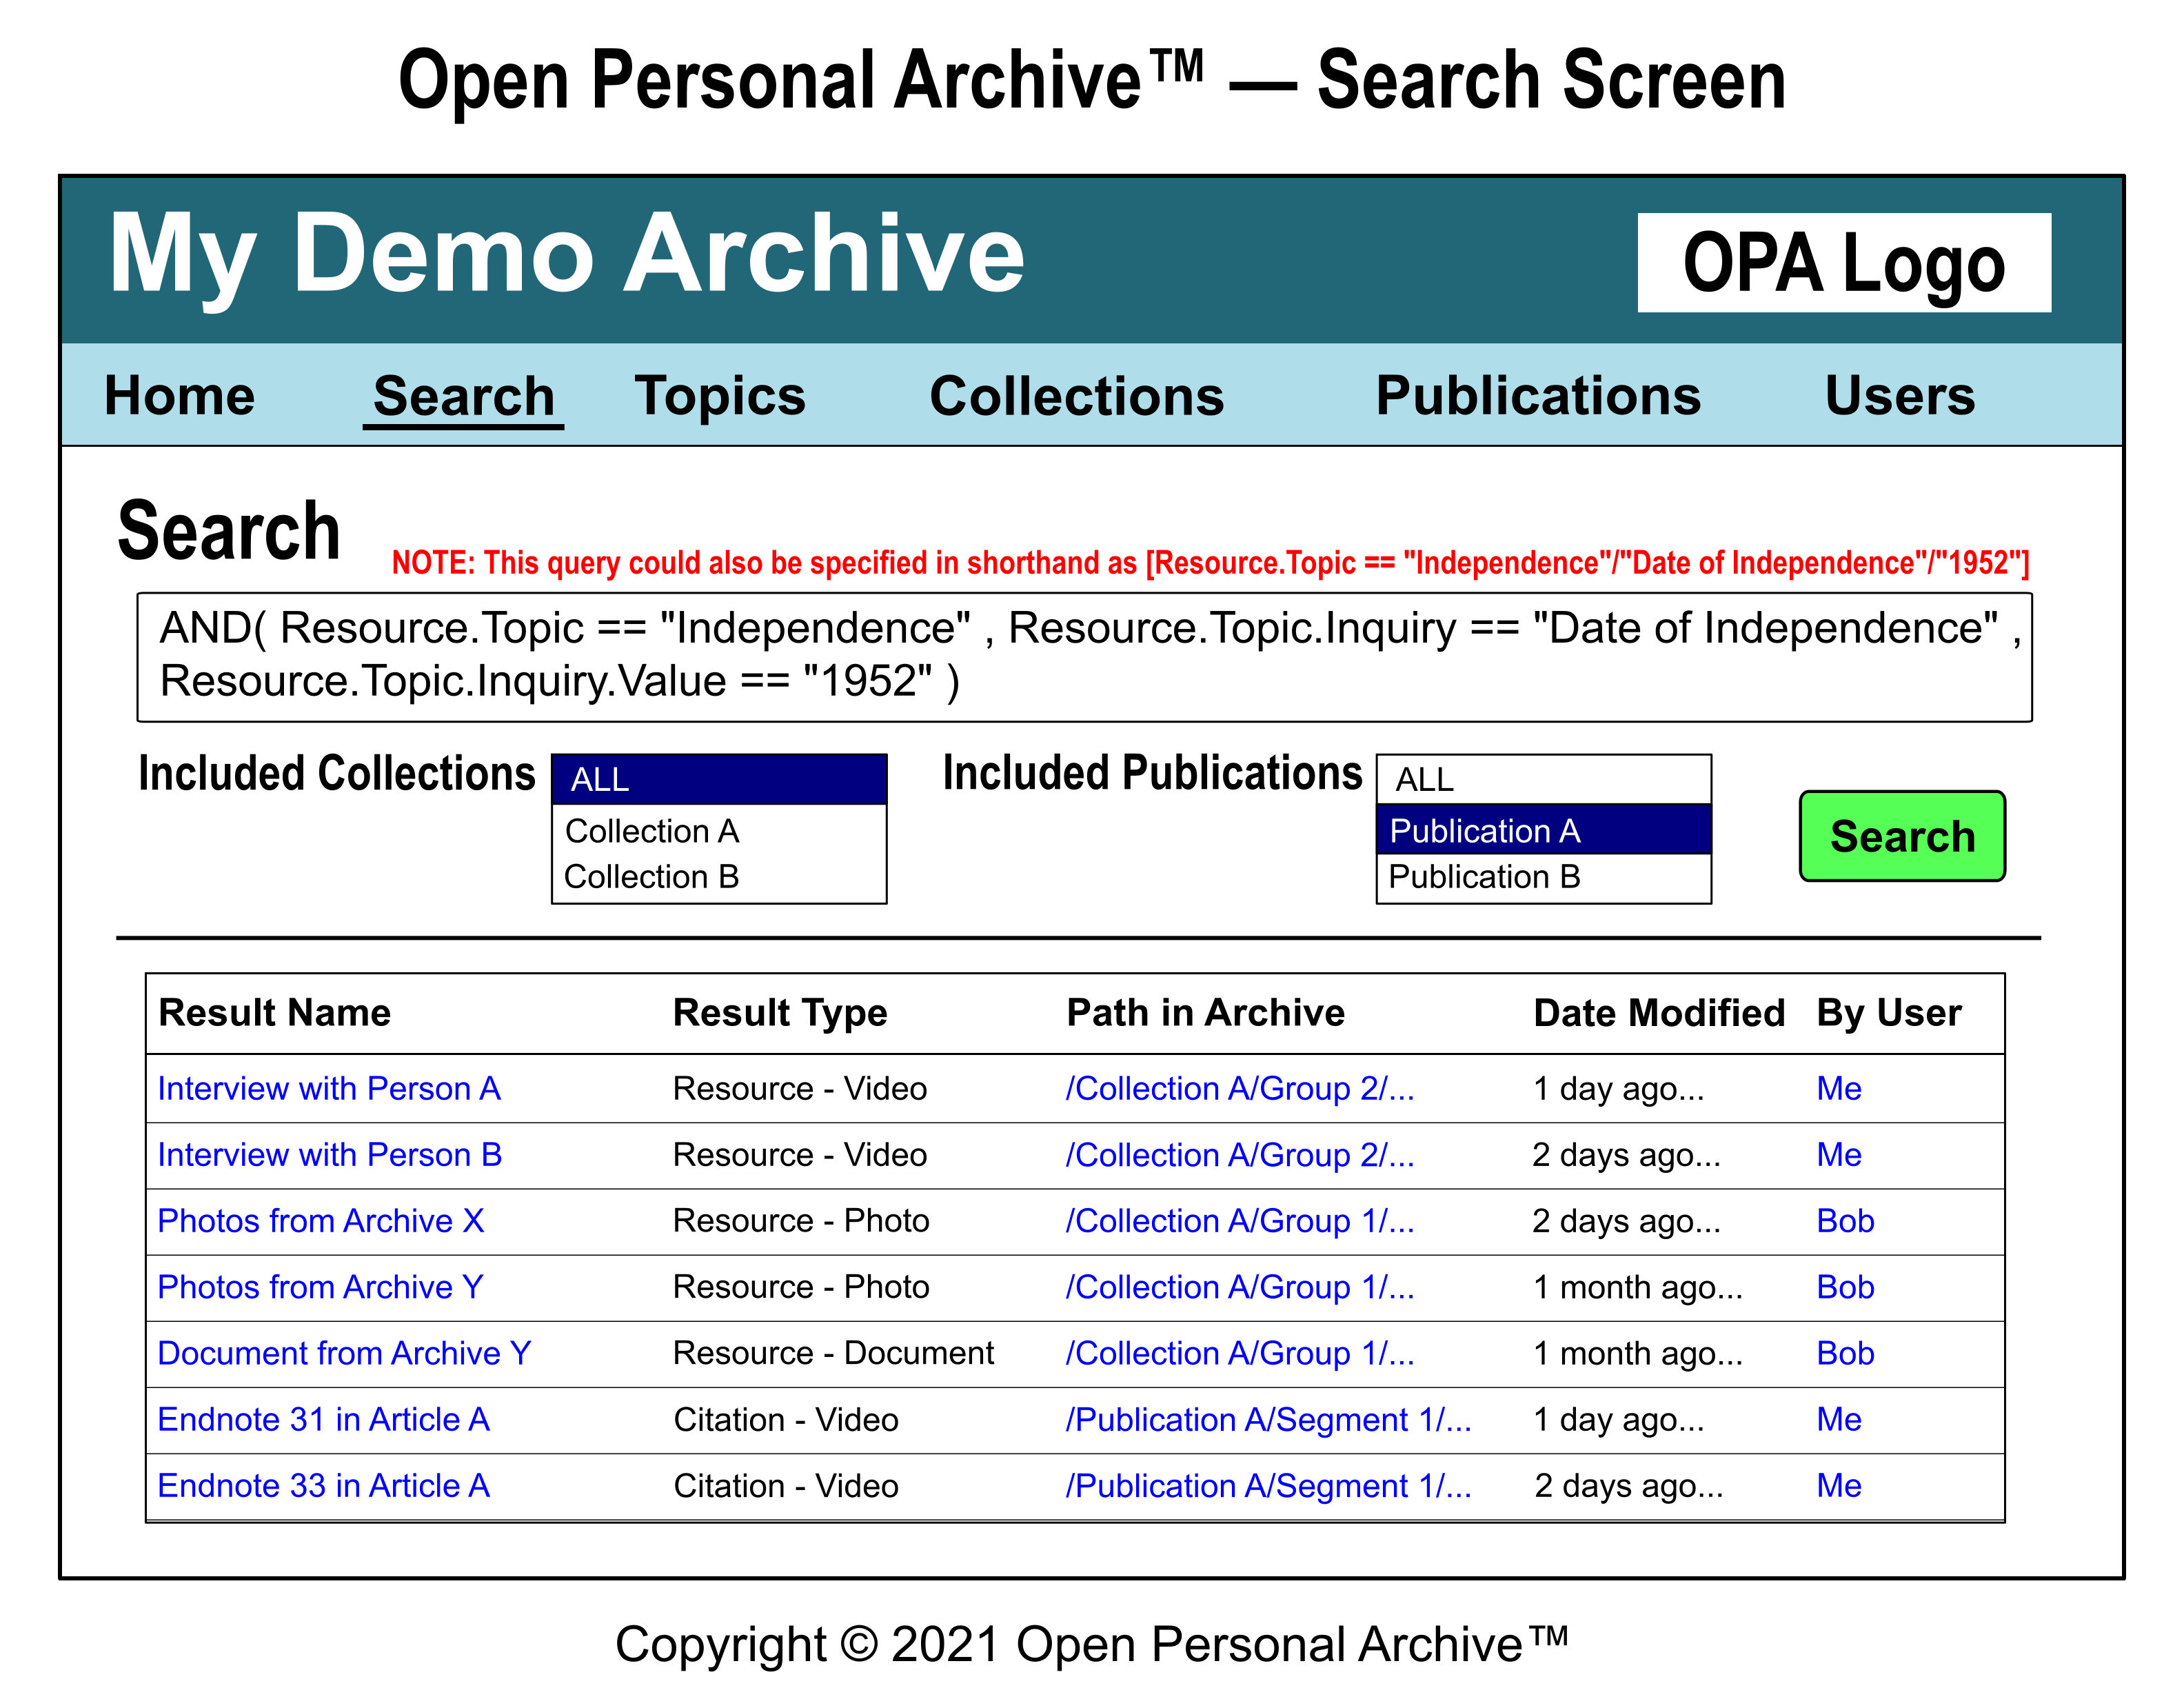 Open Personal Archive™ — Search Screen
My Demo Archive
OPA Logo
Home Search Topics Collections Publications Users
Search
NOTE: This query could also be specified in shorthand as [Resource.Topic == "Independence"/"Date of Independence"/"1952"]
AND( Resource.Topic == "Independence" , Resource.Topic.Inquiry == "Date of Independence" ,
Resource.Topic.Inquiry.Value == "1952" )
Included Collections
ALL
Collection A
Collection B
Included Publications
ALL
Publication A
Publication B
Search
Result Name Result Type Path in Archive Date Modified By User
Interview with Person A Resource - Video /Collection A/Group 2/... 1 day ago... Me
Interview with Person B Resource - Video /Collection A/Group 2/... 2 days ago... Me
Photos from Archive X Resource - Photo /Collection A/Group 1/... 2 days ago... Bob
Photos from Archive Y Resource - Photo /Collection A/Group 1/... 1 month ago... Bob
Document from Archive Y Resource - Document /Collection A/Group 1/... 1 month ago... Bob
Endnote 31 in Article A Citation - Video /Publication A/Segment 1/... 1 day ago... Me
Endnote 33 in Article A Citation - Video /Publication A/Segment 1/... 2 days ago... Me
Copyright © 2021 Open Personal Archive™